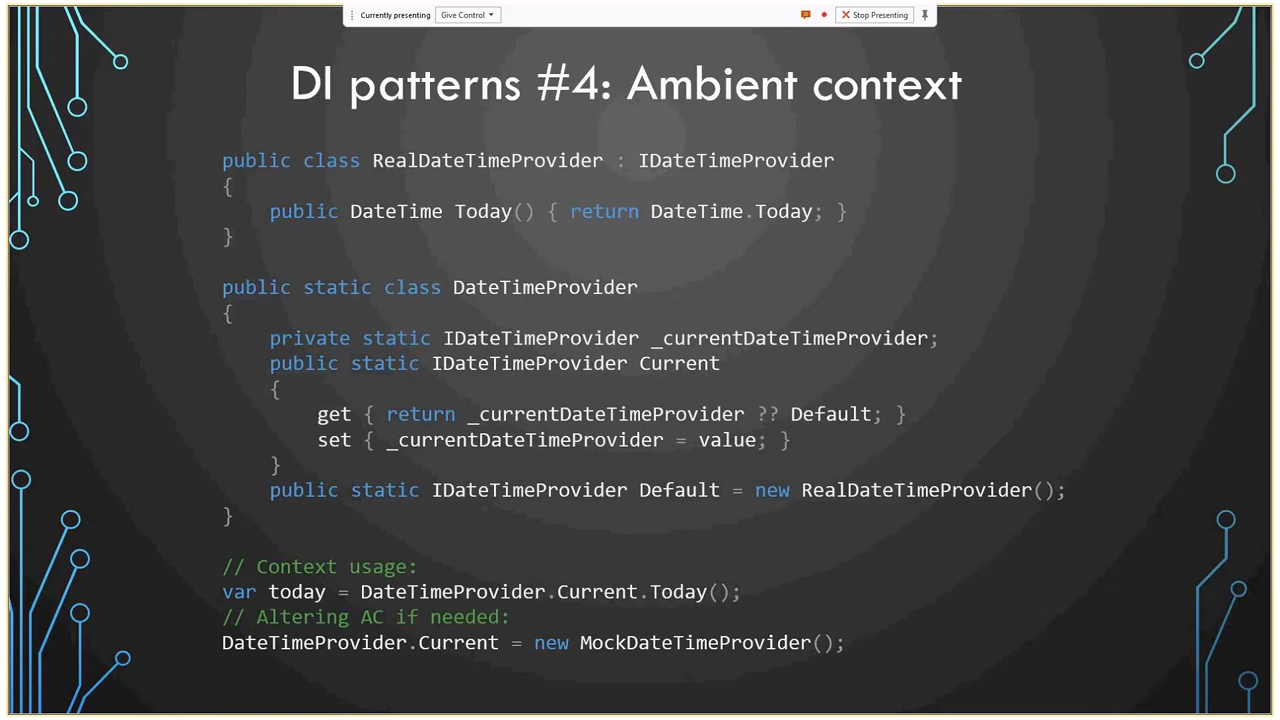 Currently presenting Give Control Stop Presenting
DI patterns #4: Ambient context
public class RealDateTimeProvider : IDateTimeProvider
{
public DateTime Today() { return DateTime.Today; }
}
public static class DateTimeProvider
{
private static IDateTimeProvider _currentDateTimeProvider;
public static IDateTimeProvider Current
{
get { return _currentDateTimeProvider ?? Default; }
set { _currentDateTimeProvider = value; }
}
public static IDateTimeProvider Default = new RealDateTimeProvider();
}
// Context usage:
var today = DateTimeProvider.Current.Today();
// Altering AC if needed:
DateTimeProvider.Current = new MockDateTimeProvider();